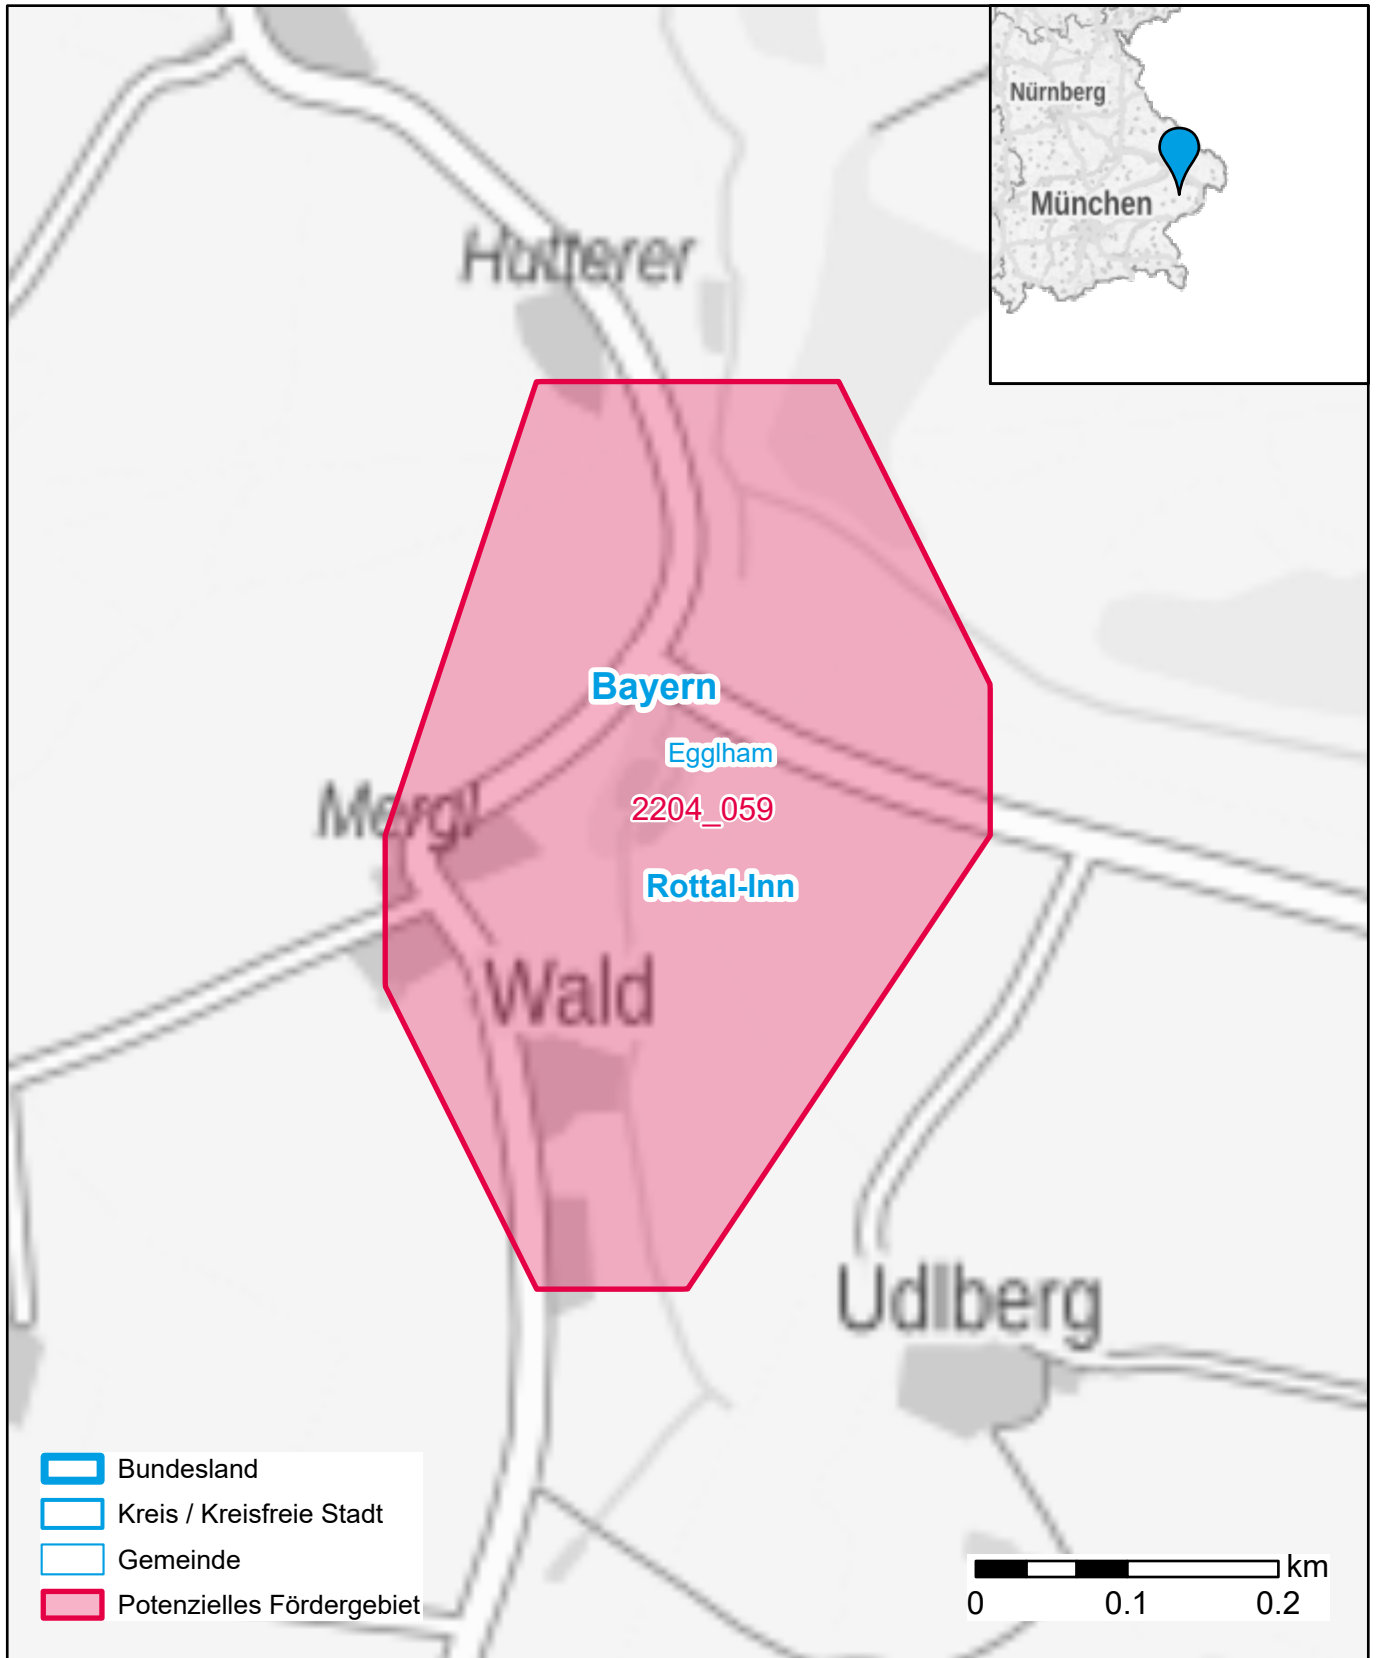 Nürnberg
München
Hutterer
Bayern
Egglham
Mergl
2204_059
Rottal-Inn
Wald
Udlberg
Bundesland
Kreis / Kreisfreie Stadt
Gemeinde
Potenzielles Fördergebiet
km
0 0.1 0.2